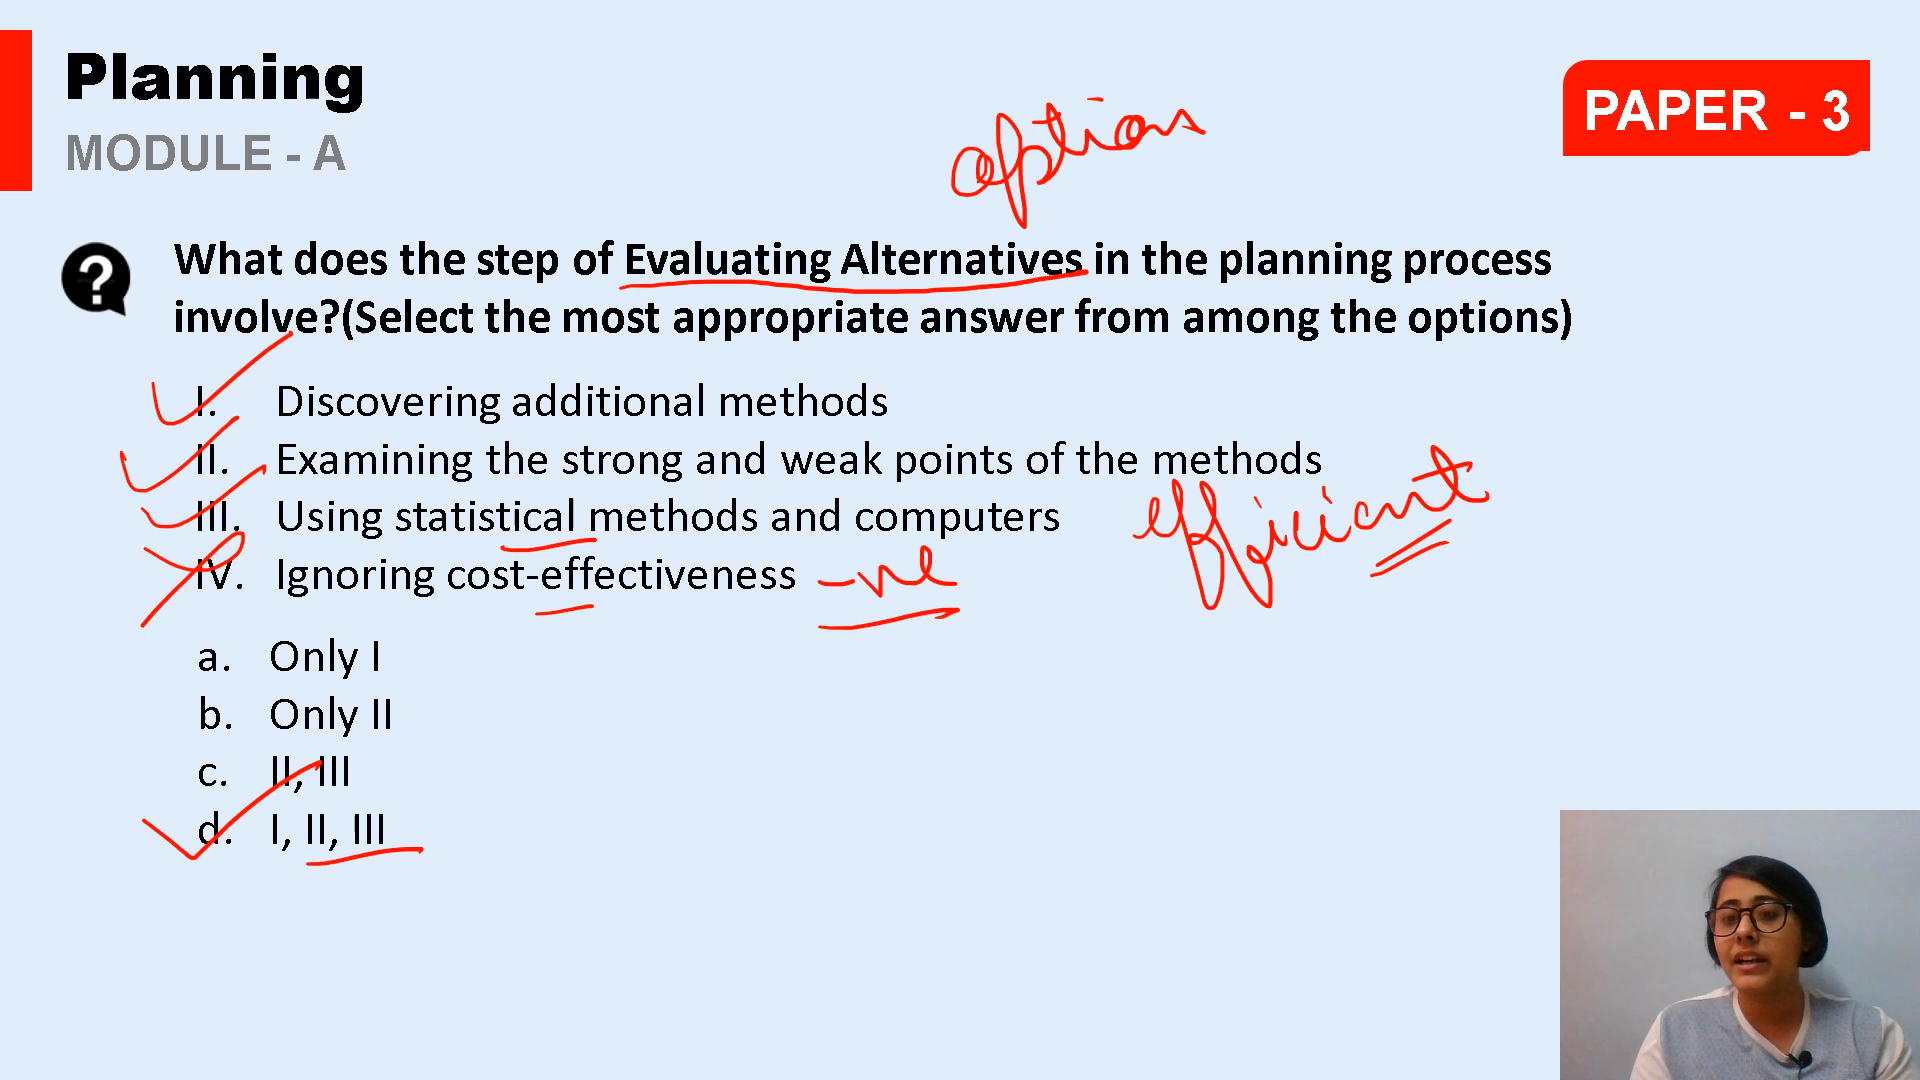 Planning
MODULE - A
PAPER - 3
option
What does the step of Evaluating Alternatives in the planning process
involve?(Select the most appropriate answer from among the options)
I. Discovering additional methods
II. Examining the strong and weak points of the methods
III. Using statistical methods and computers
efficient
IV. Ignoring cost-effectiveness -ve
a. Only I
b. Only II
c. II, III
d. I, II, III